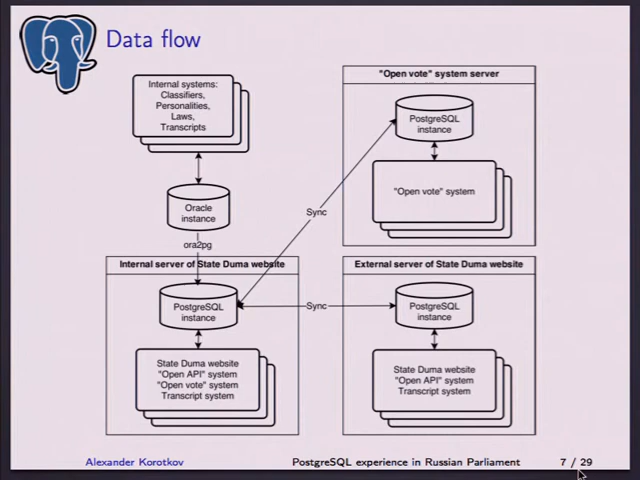 Data flow
Internal systems:
Classifiers,
Personalities,
Laws,
Transcripts
Oracle
instance
ora2pg
"Open vote" system server
PostgreSQL
instance
"Open vote" system
Sync
Internal server of State Duma website
PostgreSQL
instance
State Duma website
"Open API" system
"Open vote" system
Transcript system
Sync
External server of State Duma website
PostgreSQL
instance
State Duma website
"Open API" system
Transcript system
Alexander Korotkov PostgreSQL experience in Russian Parliament 7 / 29